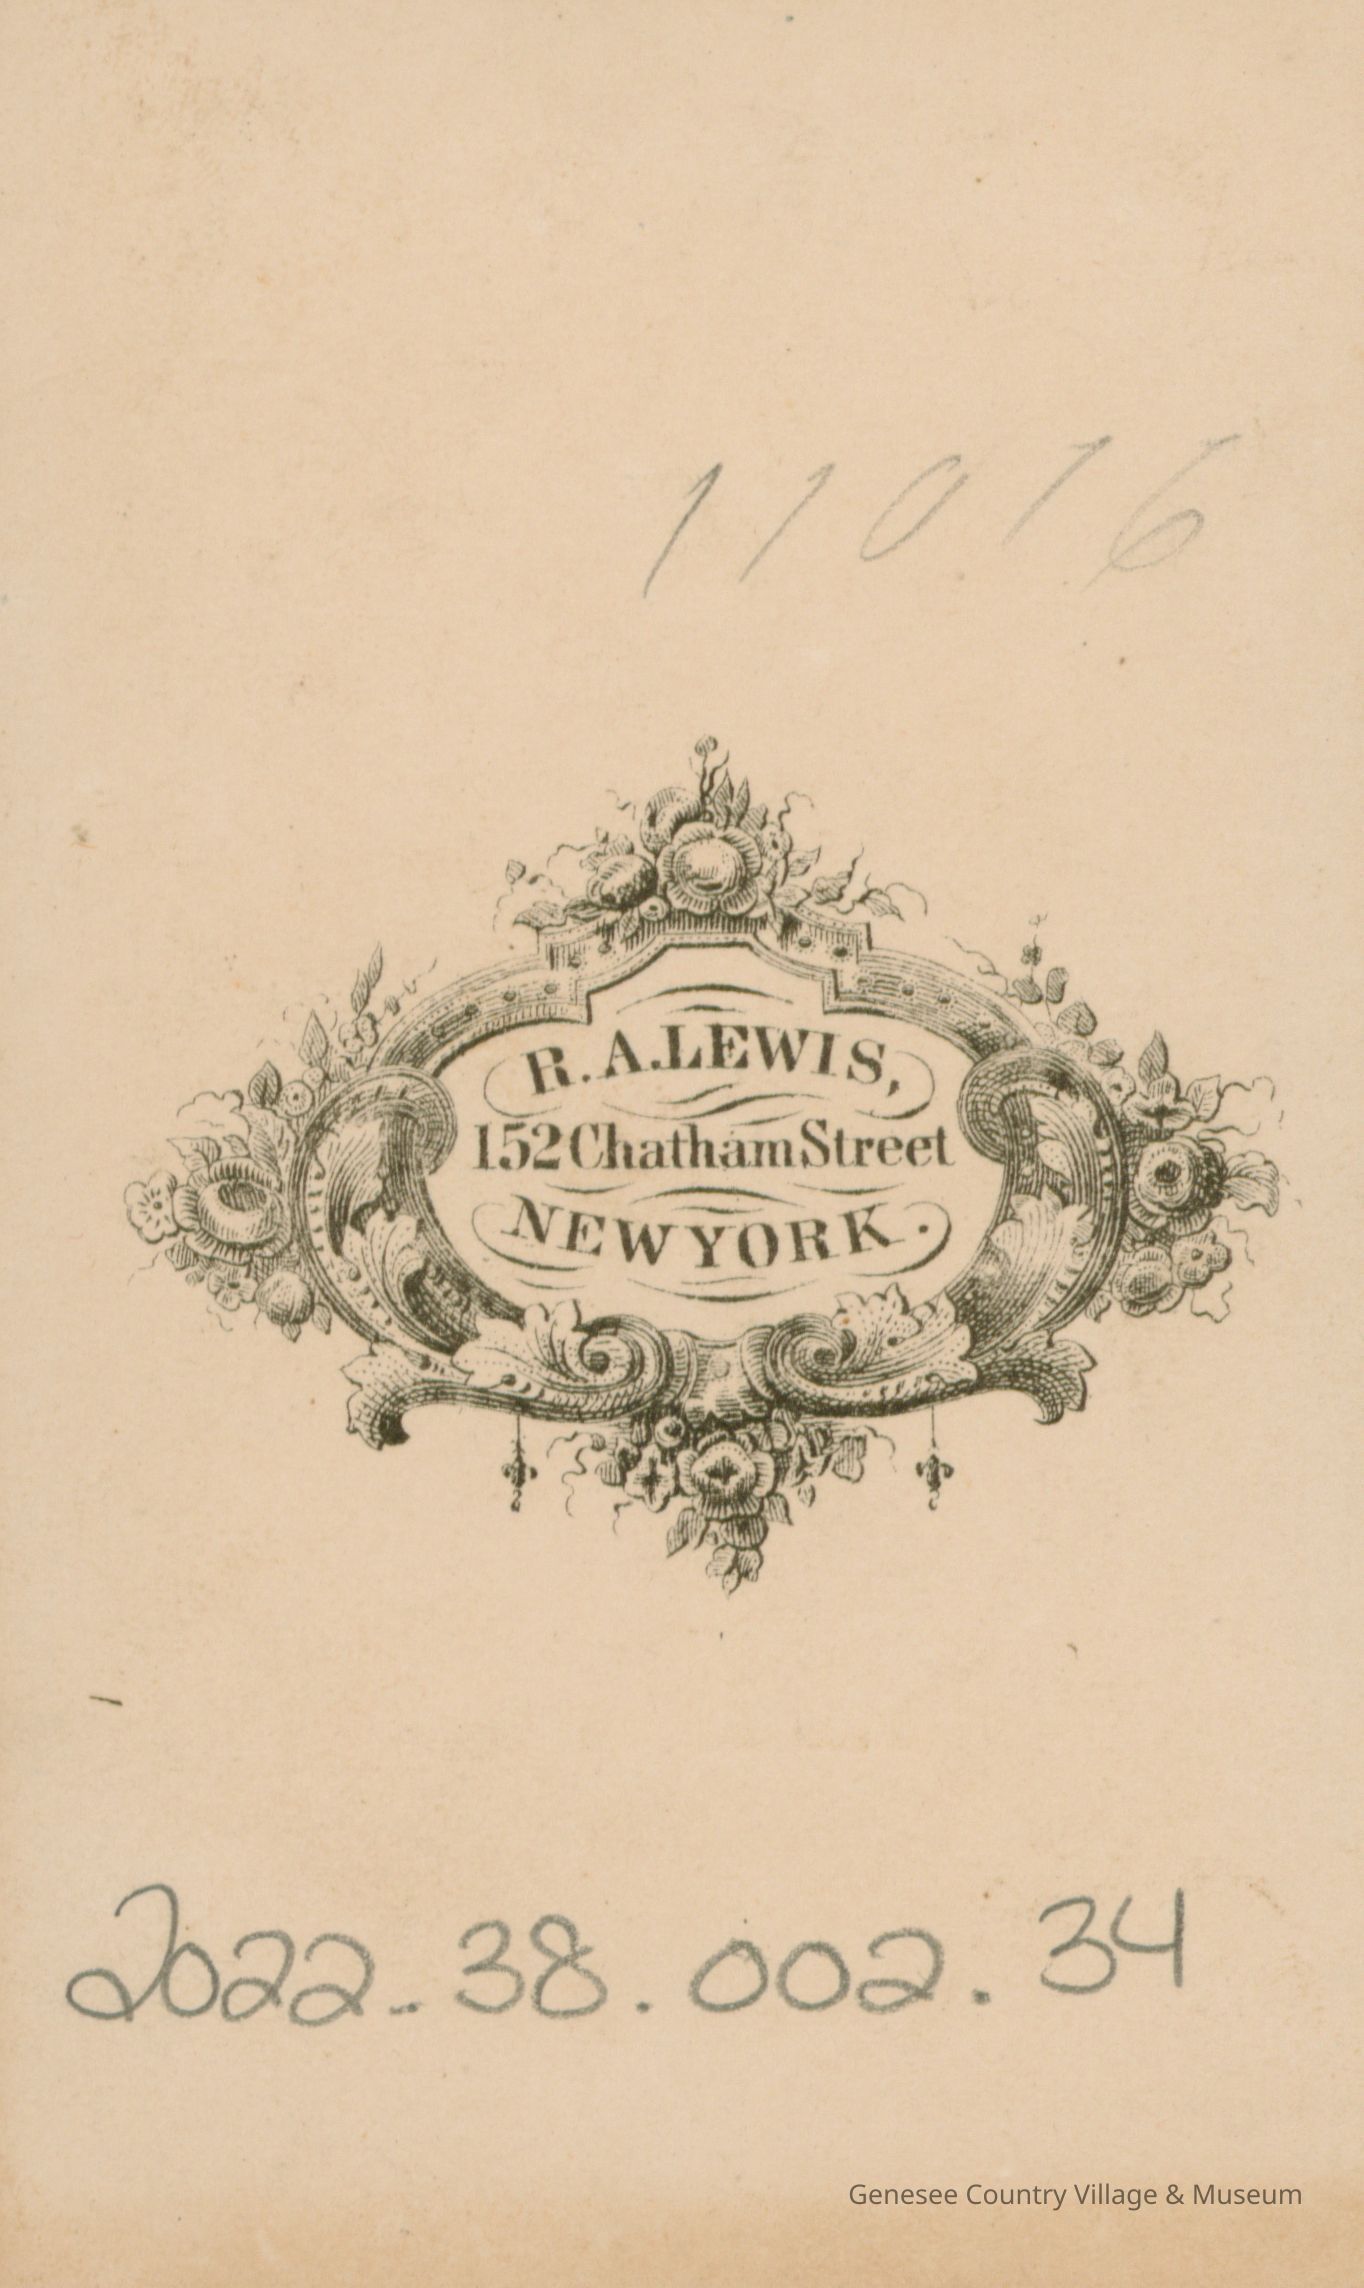 11016
R. A. LEWIS,
152 Chatham Street
NEW YORK.
2022.38.002.34
Genesee Country Village & Museum